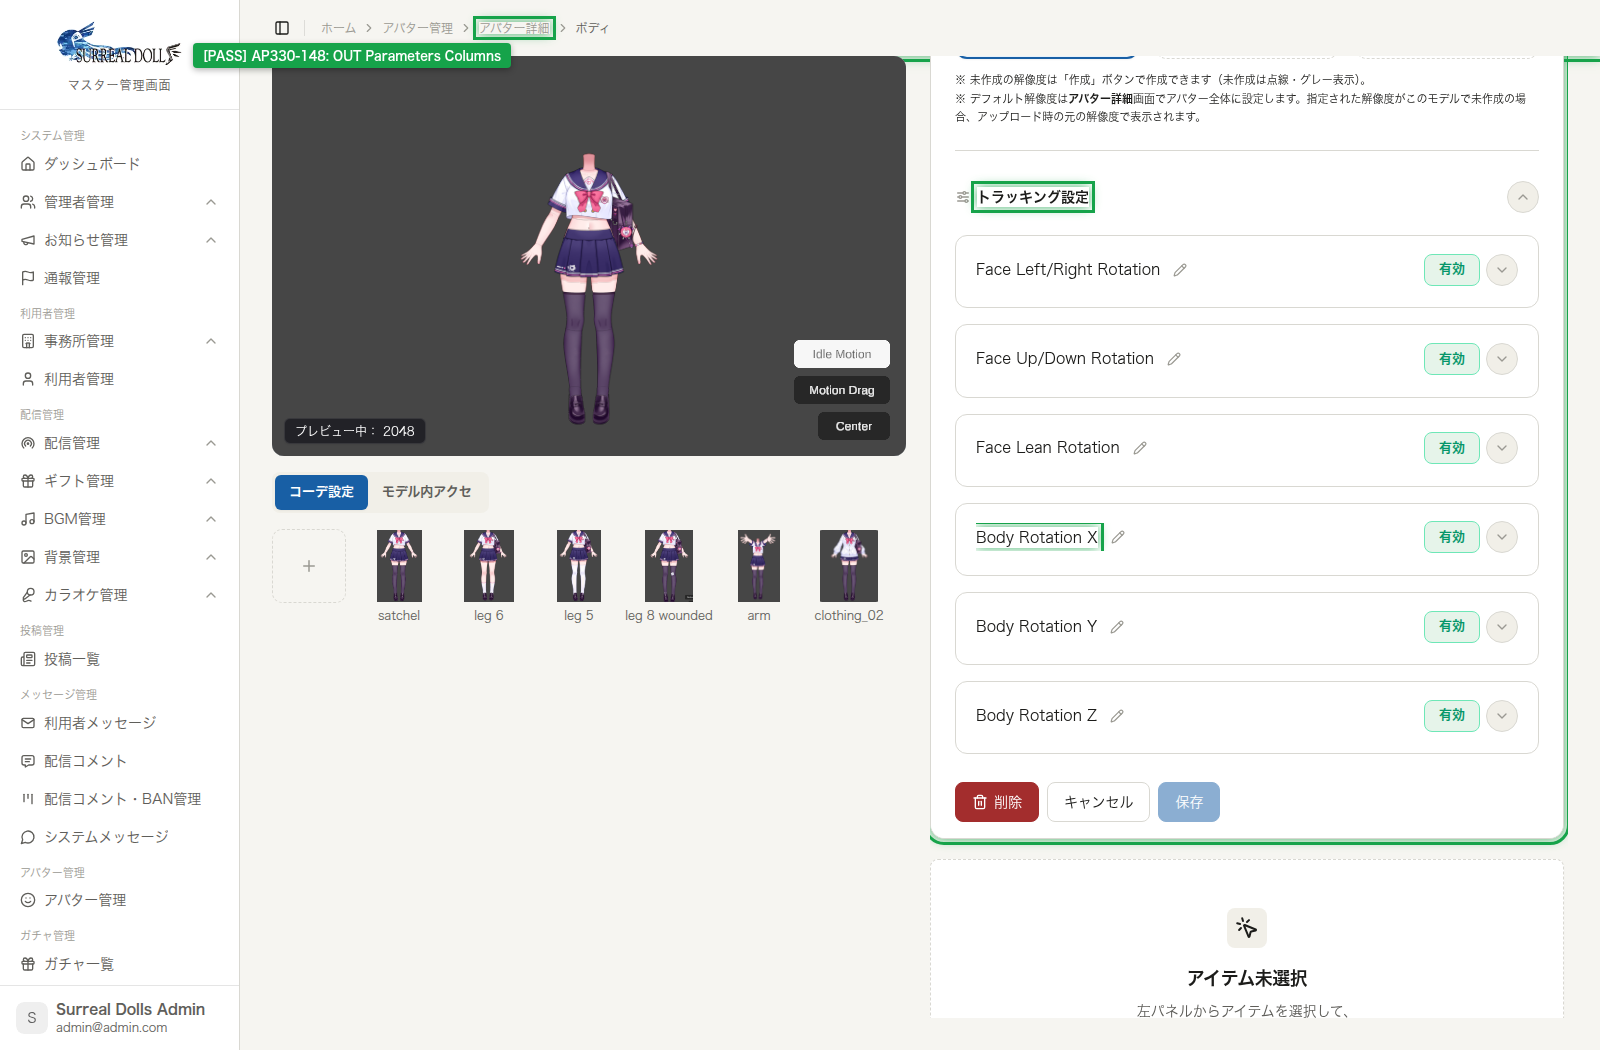 SURREAL DOLL
マスター管理画面
システム管理
ダッシュボード
管理者管理
お知らせ管理
通報管理
利用者管理
事務所管理
利用者管理
配信管理
配信管理
ギフト管理
BGM管理
背景管理
カラオケ管理
投稿管理
投稿一覧
メッセージ管理
利用者メッセージ
配信コメント
配信コメント・BAN管理
システムメッセージ
アバター管理
アバター管理
ガチャ管理
ガチャ一覧
S
Surreal Dolls Admin
admin@admin.com
ホーム
アバター管理
アバター詳細
ボディ
[PASS] AP330-148: OUT Parameters Columns
Idle Motion
Motion Drag
Center
プレビュー中： 2048
コーデ設定
モデル内アクセ
satchel
leg 6
leg 5
leg 8 wounded
arm
clothing_02
※ 未作成の解像度は「作成」ボタンで作成できます（未作成は点線・グレー表示）。
※ デフォルト解像度はアバター詳細画面でアバター全体に設定します。指定された解像度がこのモデルで未作成の場
合、アップロード時の元の解像度で表示されます。
トラッキング設定
Face Left/Right Rotation
有効
Face Up/Down Rotation
有効
Face Lean Rotation
有効
Body Rotation X
有効
Body Rotation Y
有効
Body Rotation Z
有効
削除
キャンセル
保存
アイテム未選択
左パネルからアイテムを選択して、